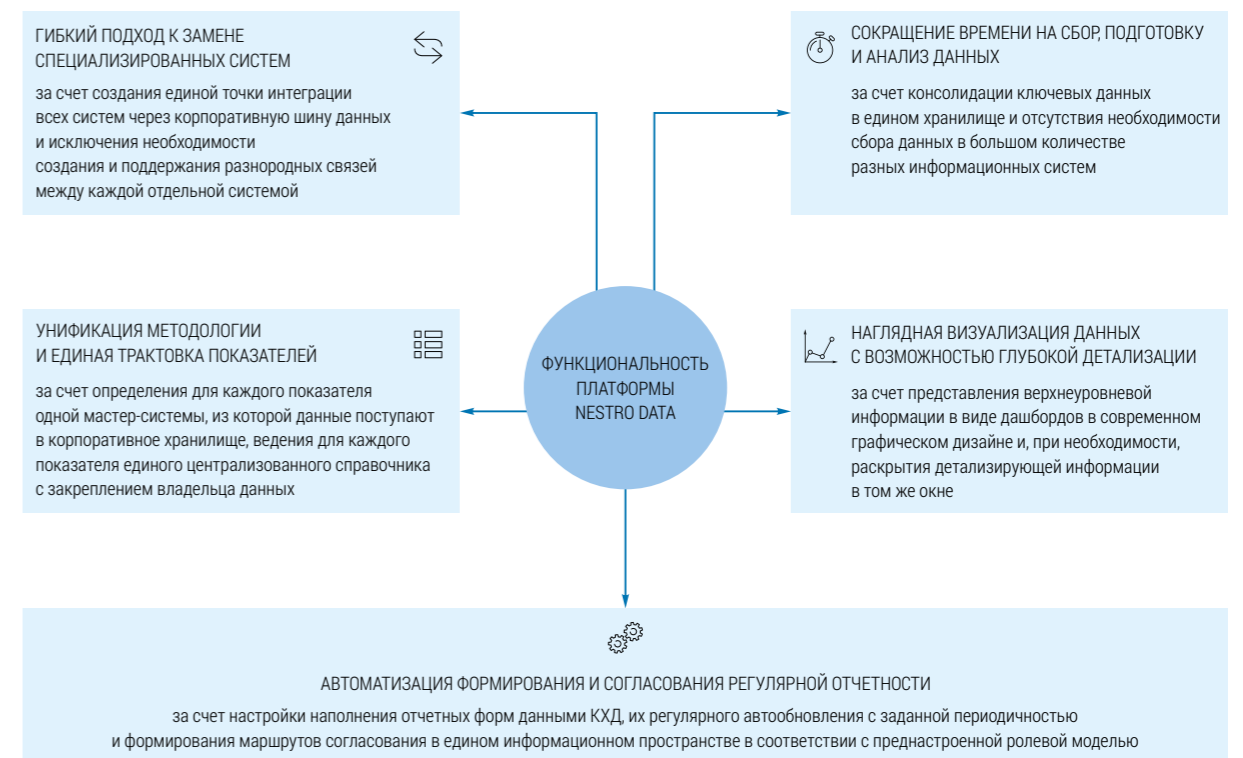 ГИБКИЙ ПОДХОД К ЗАМЕНЕ
СПЕЦИАЛИЗИРОВАННЫХ СИСТЕМ
за счет создания единой точки интеграции
всех систем через корпоративную шину данных
и исключения необходимости
создания и поддержания разнородных связей
между каждой отдельной системой
СОКРАЩЕНИЕ ВРЕМЕНИ НА СБОР, ПОДГОТОВКУ
И АНАЛИЗ ДАННЫХ
за счет консолидации ключевых данных
в едином хранилище и отсутствия необходимости
сбора данных в большом количестве
разных информационных систем
УНИФИКАЦИЯ МЕТОДОЛОГИИ
И ЕДИНАЯ ТРАКТОВКА ПОКАЗАТЕЛЕЙ
за счет определения для каждого показателя
одной мастер-системы, из которой данные поступают
в корпоративное хранилище, ведения для каждого
показателя единого централизованного справочника
с закреплением владельца данных
ФУНКЦИОНАЛЬНОСТЬ
ПЛАТФОРМЫ
NESTRO DATA
НАГЛЯДНАЯ ВИЗУАЛИЗАЦИЯ ДАННЫХ
С ВОЗМОЖНОСТЬЮ ГЛУБОКОЙ ДЕТАЛИЗАЦИИ
за счет представления верхнеуровневой
информации в виде дашбордов в современном
графическом дизайне и, при необходимости,
раскрытия детализирующей информации
в том же окне
АВТОМАТИЗАЦИЯ ФОРМИРОВАНИЯ И СОГЛАСОВАНИЯ РЕГУЛЯРНОЙ ОТЧЕТНОСТИ
за счет настройки наполнения отчетных форм данными КХД, их регулярного автообновления с заданной периодичностью
и формирования маршрутов согласования в едином информационном пространстве в соответствии с преднастроенной ролевой моделью